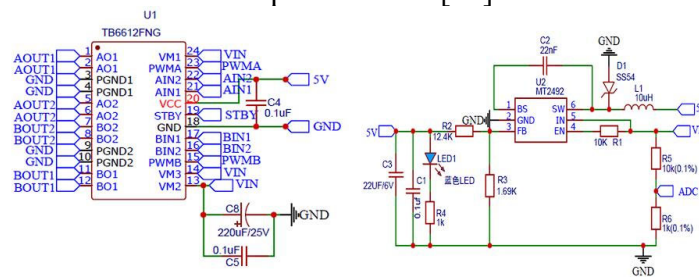 U1
TB6612FNG
AOUT1 1 AO1 VM1 24 VIN
AOUT1 2 AO1 PWMA 23 PWMA
GND 3 PGND1 AIN2 22 AIN2
GND 4 PGND1 AIN1 21 AIN1
AOUT2 5 AO2 VCC 20
AOUT2 6 AO2 STBY 19 STBY
BOUT2 7 BO2 GND 18
BOUT2 8 BO2 BIN1 17 BIN1
GND 9 PGND2 BIN2 16 BIN2
GND 10 PGND2 PWMB 15 PWMB
BOUT1 11 BO1 VM3 14 VIN
BOUT1 12 BO1 VM2 13 VIN
5V
C4
0.1uF
GND
C8
220uF/25V
0.1uF
C5
GND
C2
22nF
GND
D1
SS54
U2
MT2492
L1
10uH
1 BS SW 6
2 GND IN 5
3 FB EN 4
GND
5V
R2
12.4K
10K R1
C3
22UF/6V
C1
0.1uf
LED1
蓝色LED
R4
1k
R3
1.69K
R5
10k(0.1%)
ADC
R6
1k(0.1%)
GND